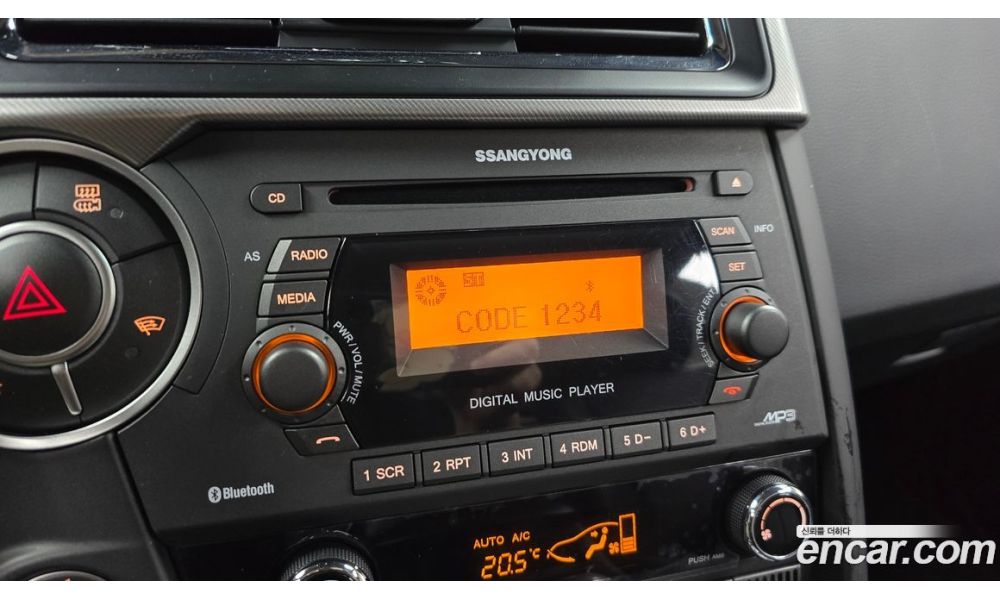 SSANGYONG
CD
AS
RADIO
SCAN
INFO
SET
MEDIA
CODE 1234
PWR/VOL/MUTE
SEEK/TRACK/ENT
DIGITAL MUSIC PLAYER
MP3
1 SCR
2 RPT
3 INT
4 RDM
5 D-
6 D+
Bluetooth
AUTO A/C
20.5°C
PUSH
신뢰를 더하다
encar.com